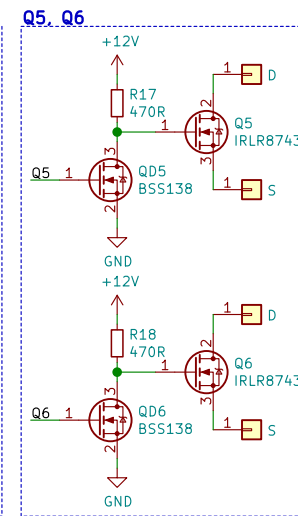 Q5, Q6
+12V
R17
470R
1
D
2
1
Q5
IRLR8743
3
1
S
3
Q5
1
QD5
BSS138
2
GND
+12V
R18
470R
1
D
2
1
Q6
IRLR8743
3
1
S
3
Q6
1
QD6
BSS138
2
GND